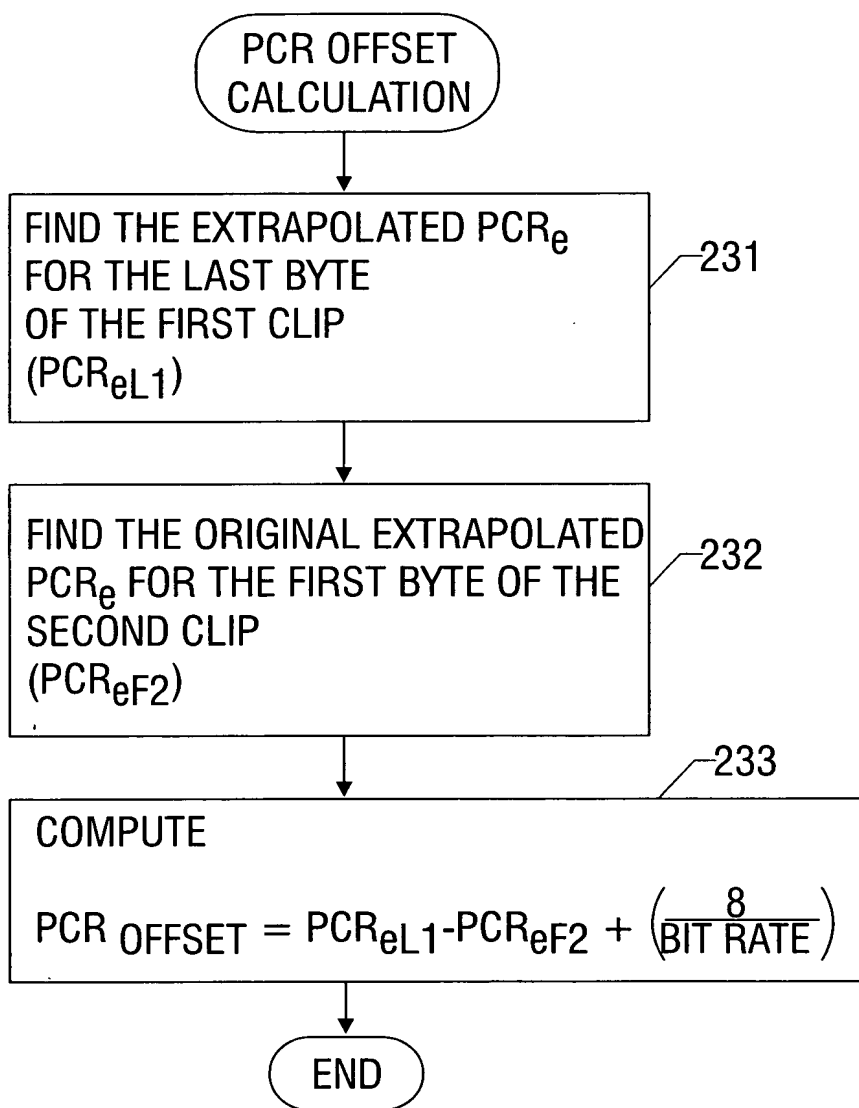 PCR OFFSET
CALCULATION
FIND THE EXTRAPOLATED PCRe
FOR THE LAST BYTE
OF THE FIRST CLIP
(PCReL1)
231
FIND THE ORIGINAL EXTRAPOLATED
PCRe FOR THE FIRST BYTE OF THE
SECOND CLIP
(PCReF2)
232
233
COMPUTE
PCR OFFSET = PCReL1-PCReF2 + (8/BIT RATE)
END